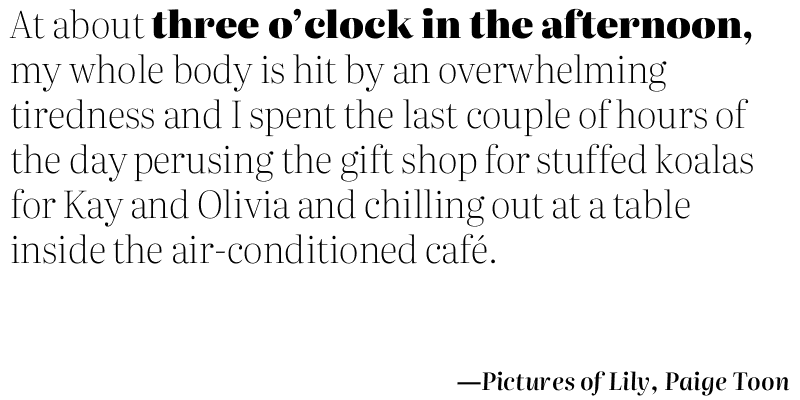 At about three o’clock in the afternoon,
my whole body is hit by an overwhelming
tiredness and I spent the last couple of hours of
the day perusing the gift shop for stuffed koalas
for Kay and Olivia and chilling out at a table
inside the air-conditioned café.
—Pictures of Lily, Paige Toon